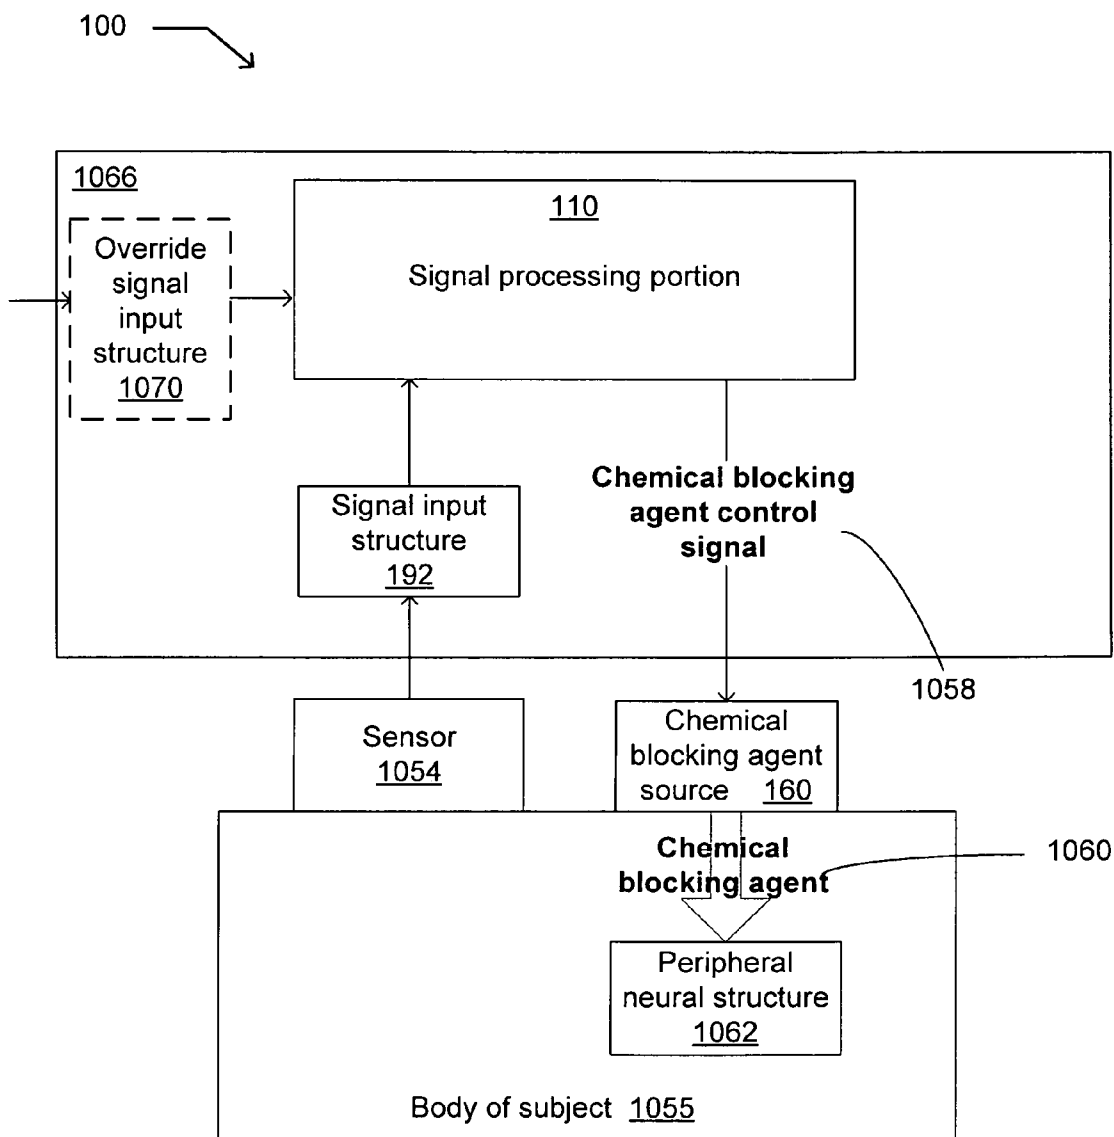 100
1066
Override
signal
input
structure
1070
110
Signal processing portion
Signal input
structure
192
Chemical blocking
agent control
signal
1058
Sensor
1054
Chemical
blocking agent
source 160
Chemical
blocking agent
1060
Peripheral
neural structure
1062
Body of subject 1055